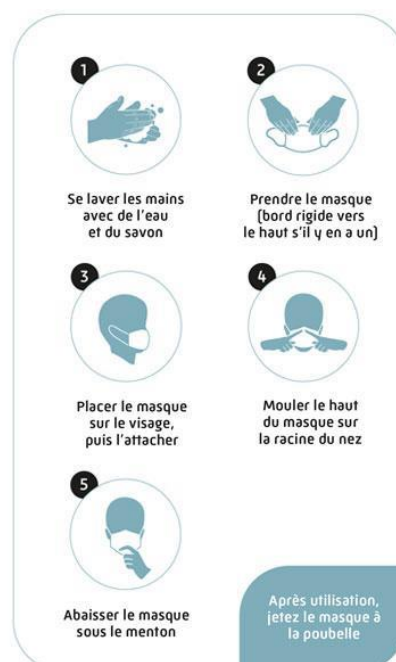 1
Se laver les mains
avec de l'eau
et du savon
2
Prendre le masque
(bord rigide vers
le haut s'il y en a un)
3
Placer le masque
sur le visage,
puis l'attacher
4
Mouler le haut
du masque sur
la racine du nez
5
Abaisser le masque
sous le menton
Après utilisation,
jetez le masque à
la poubelle